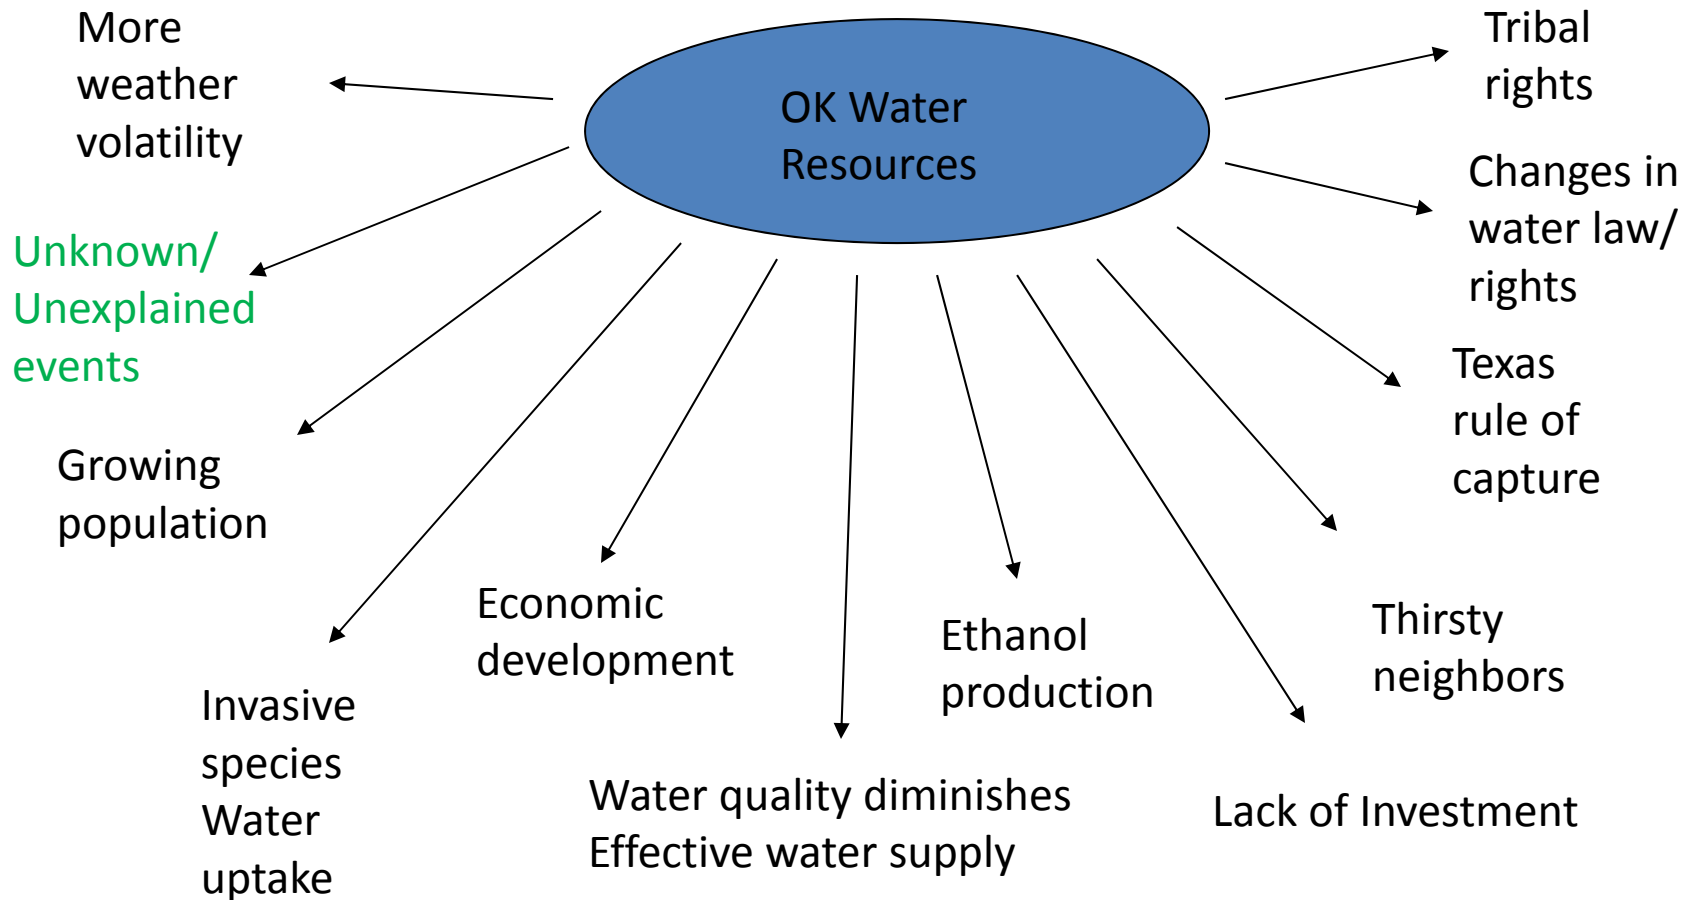 More
weather
volatility
OK Water
Resources
Tribal
rights
Changes in
water law/
rights
Unknown/
Unexplained
events
Texas
rule of
capture
Growing
population
Economic
development
Ethanol
production
Thirsty
neighbors
Invasive
species
Water
uptake
Water quality diminishes
Effective water supply
Lack of Investment